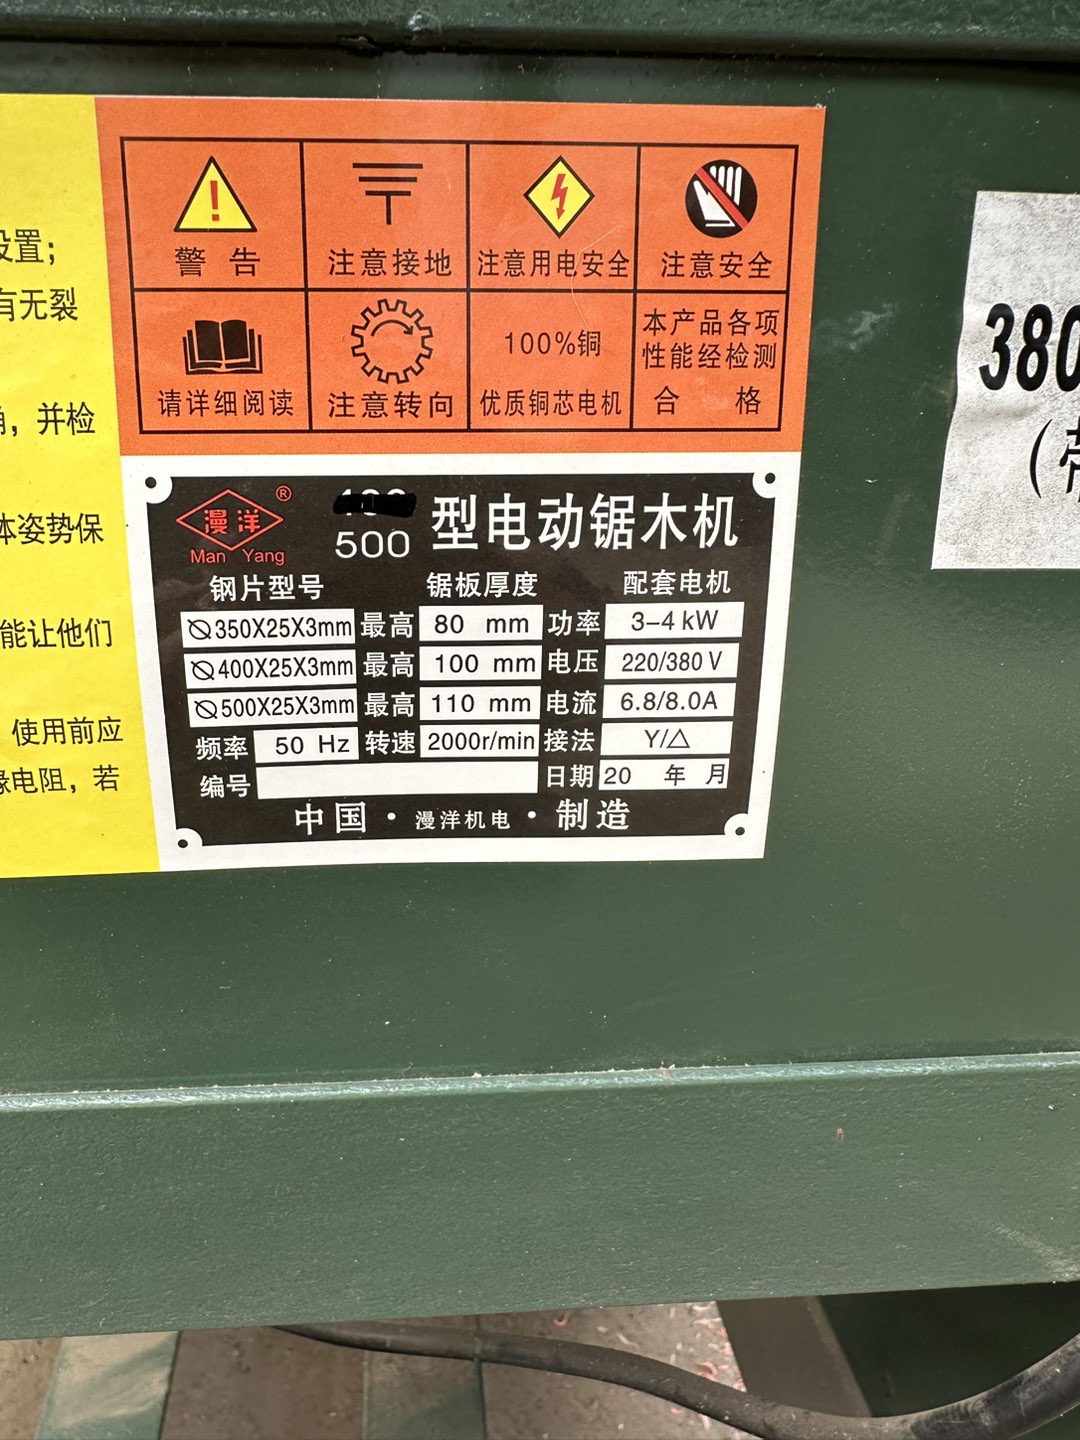 设置;
有无裂
，并检
体姿势保
能让他们
使用前应
缘电阻，若
警 告
注意接地
注意用电安全
注意安全
请详细阅读
注意转向
100%铜
优质铜芯电机
本产品各项
性能经检测
合 格
漫洋®
Man Yang
500 型电动锯木机
钢片型号 锯板厚度 配套电机
Ø350X25X3mm 最高 80 mm 功率 3-4 kW
Ø400X25X3mm 最高 100 mm 电压 220/380 V
Ø500X25X3mm 最高 110 mm 电流 6.8/8.0A
频率 50 Hz 转速 2000r/min 接法 Y/△
编号 日期 20 年 月
中国·漫洋机电·制造
380
(